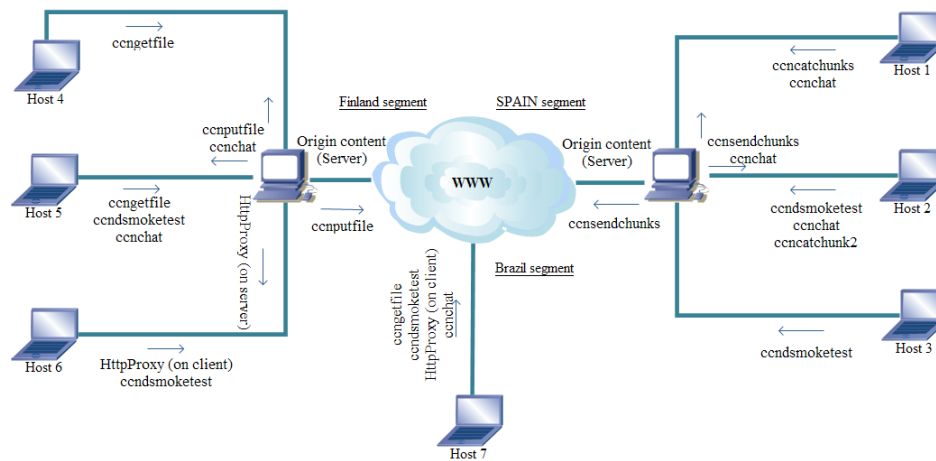 ccngetfile
Host 4
Finland segment
SPAIN segment
ccncatchunks
ccnchat
Host 1
ccnputfile
ccnchat
Origin content
(Server)
WWW
Origin content
(Server)
ccnsendchunks
ccnchat
Host 5
ccngetfile
ccndsmoketest
ccnchat
ccnputfile
ccnsendchunks
ccndsmoketest
ccnchat
ccncatchunk2
Host 2
HttpProxy (on
server)
Brazil segment
ccngetfile
ccndsmoketest
HttpProxy (on client)
ccnchat
Host 6
HttpProxy (on client)
ccndsmoketest
ccndsmoketest
Host 3
Host 7